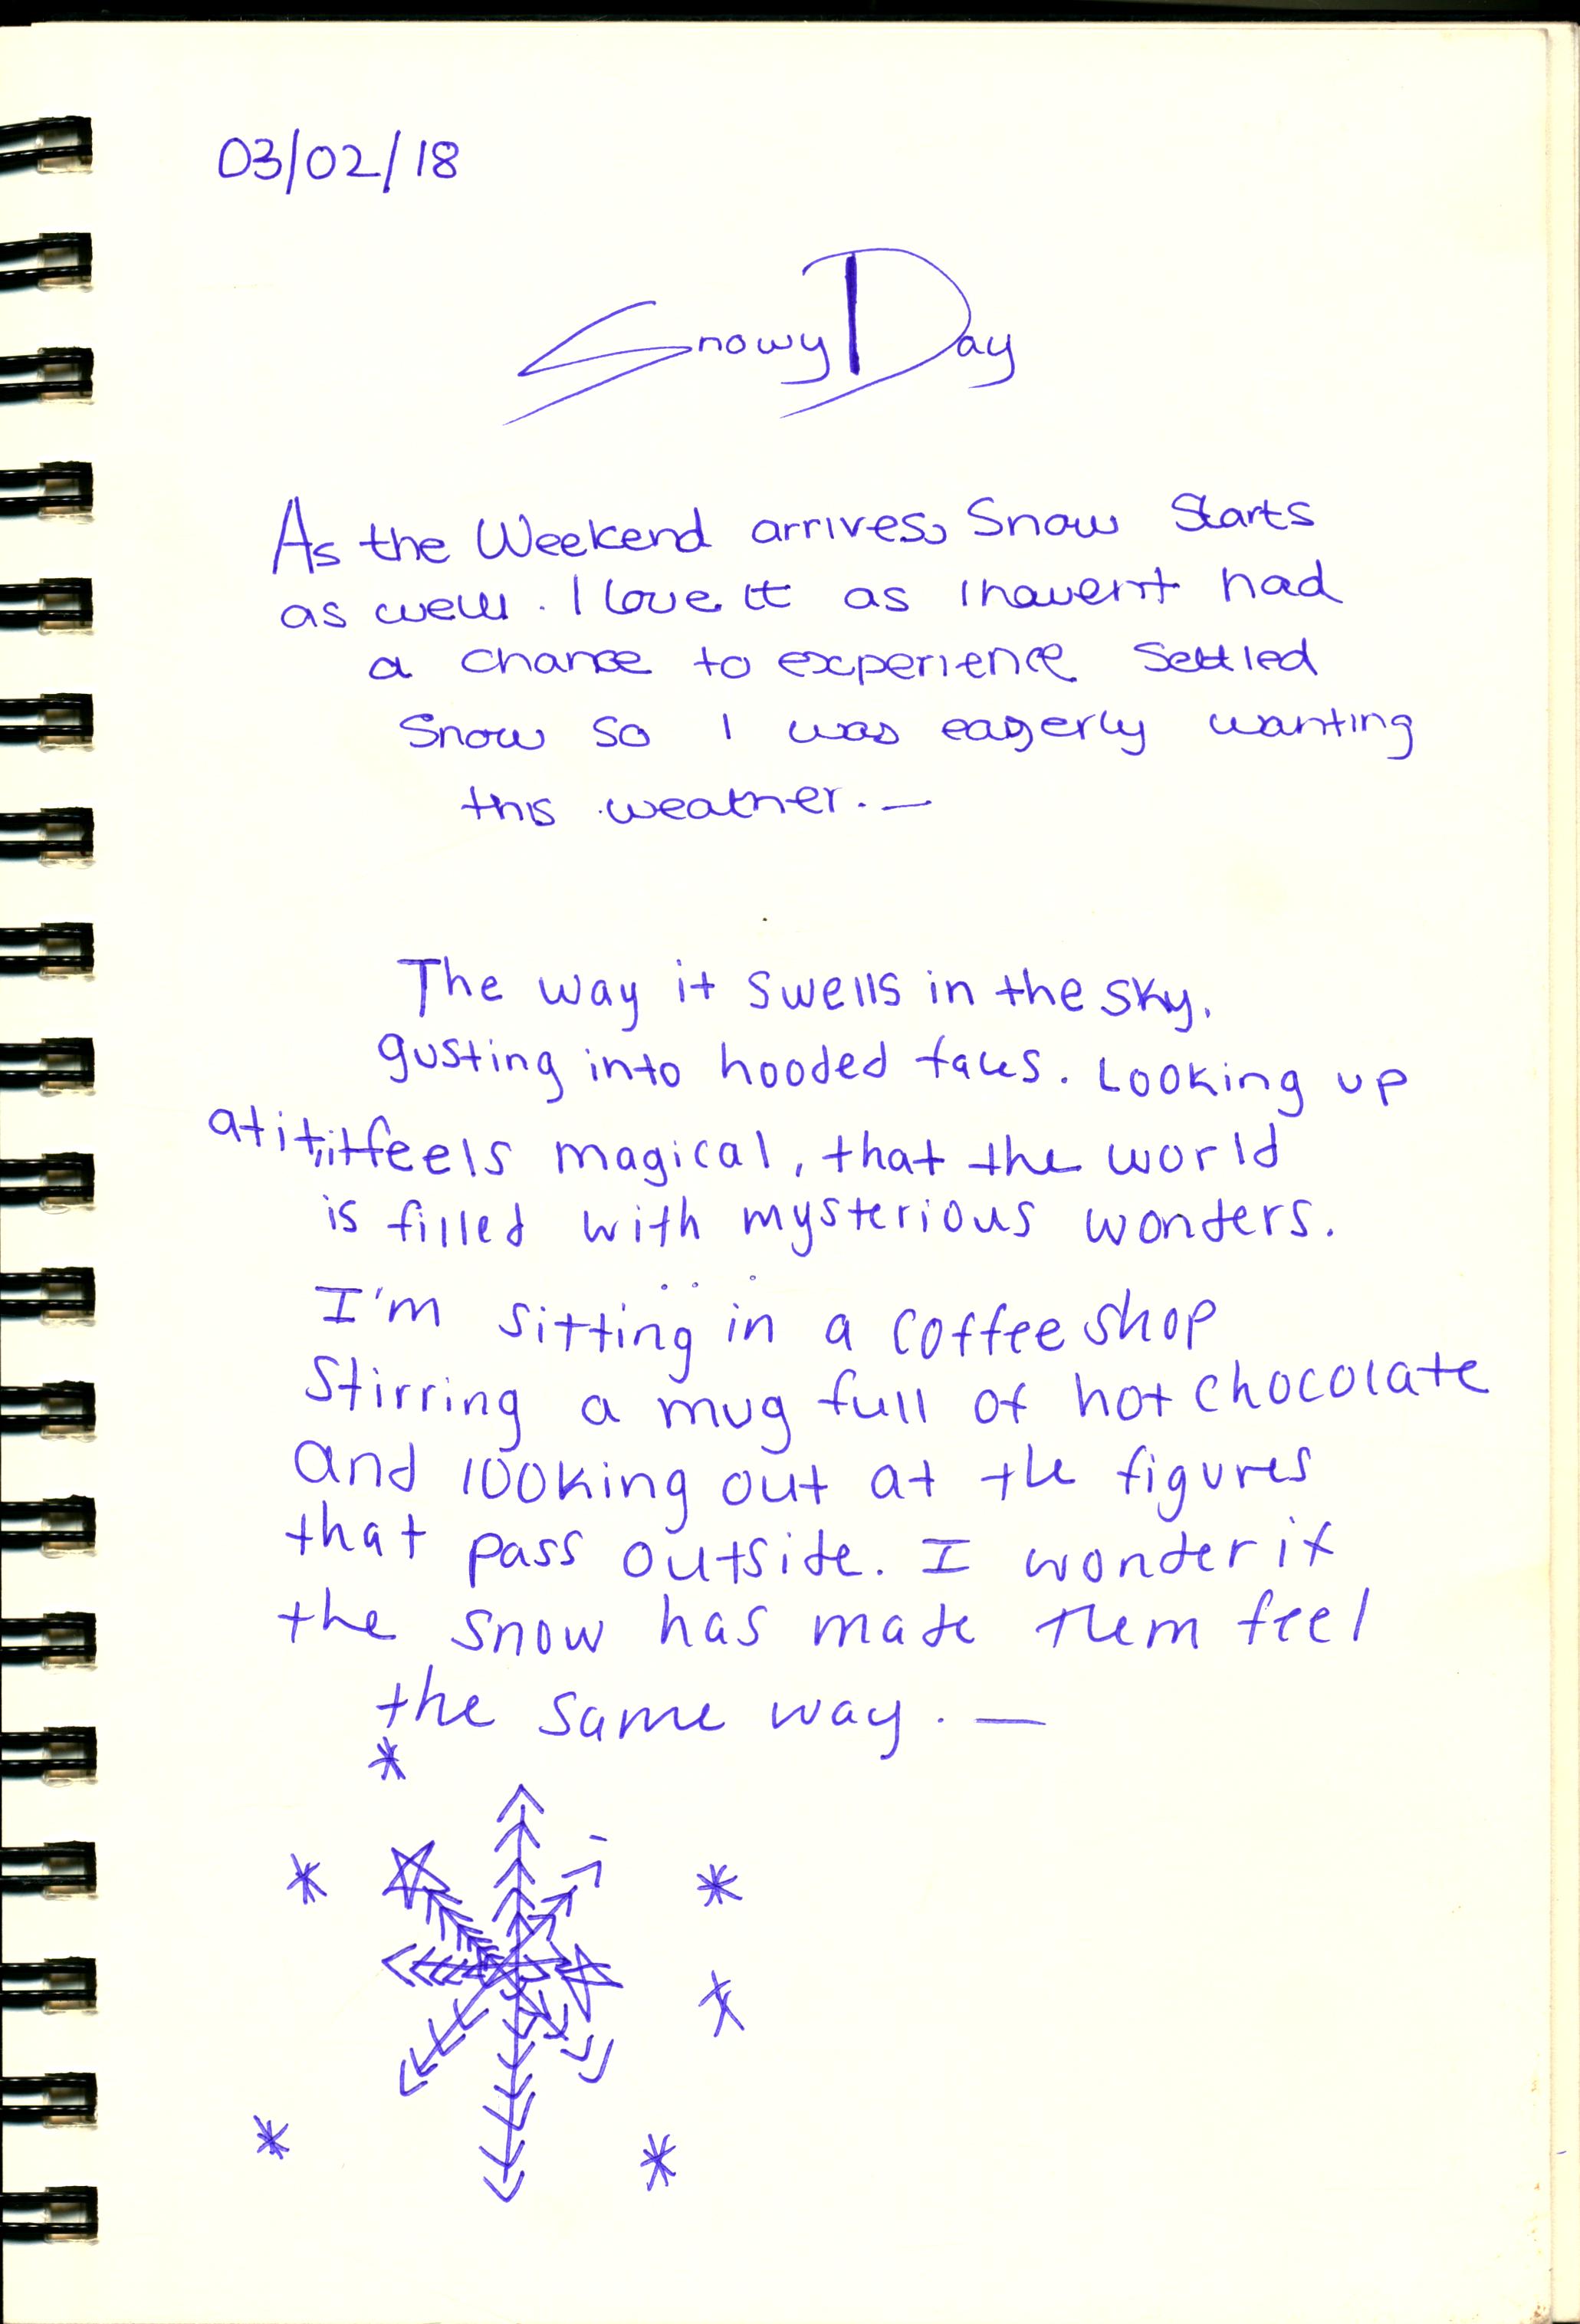 03/02/18
Snowy Day
As the Weekend arrives, Snow Starts
as well. I love it as I haven't had
a chance to experience settled
Snow so I was eagerly wanting
this weather. —
The way it swells in the sky,
gusting into hooded faces. Looking up
at it, it feels magical, that the world
is filled with mysterious wonders.
I'm sitting in a coffee shop
Stirring a mug full of hot chocolate
and looking out at the figures
that pass outside. I wonder if
the snow has made them feel
the same way. —